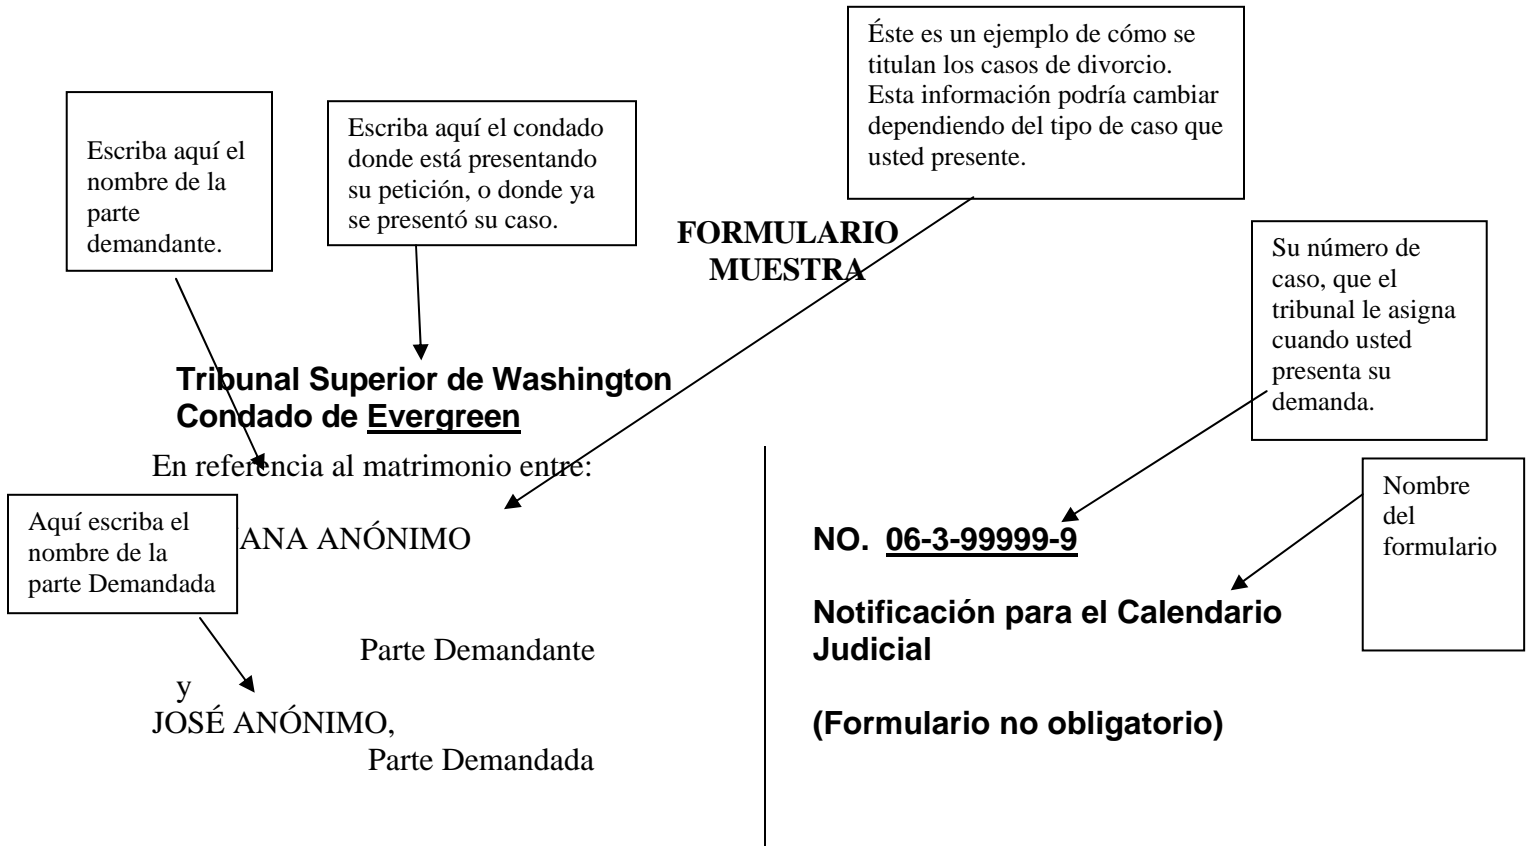 Éste es un ejemplo de cómo se
titulan los casos de divorcio.
Esta información podría cambiar
dependiendo del tipo de caso que
usted presente.
Escriba aquí el
nombre de la
parte
demandante.
Escriba aquí el condado
donde está presentando
su petición, o donde ya
se presentó su caso.
FORMULARIO
MUESTRA
Su número de
caso, que el
tribunal le asigna
cuando usted
presenta su
demanda.
Tribunal Superior de Washington
Condado de Evergreen
En referencia al matrimonio entre:
Aquí escriba el
nombre de la
parte Demandada
ANA ANÓNIMO
Parte Demandante
y
JOSÉ ANÓNIMO,
Parte Demandada
NO. 06-3-99999-9
Nombre
del
formulario
Notificación para el Calendario
Judicial
(Formulario no obligatorio)